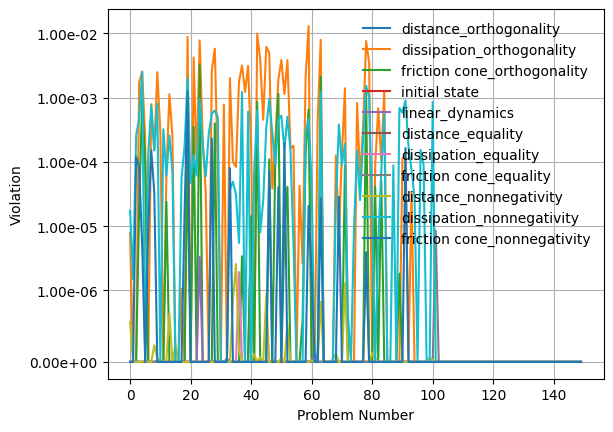 1.00e-02
1.00e-03
1.00e-04
1.00e-05
1.00e-06
0.00e+00
Violation
distance_orthogonality
dissipation_orthogonality
friction cone_orthogonality
initial state
linear_dynamics
distance_equality
dissipation_equality
friction cone_equality
distance_nonnegativity
dissipation_nonnegativity
friction cone_nonnegativity
0 20 40 60 80 100 120 140
Problem Number